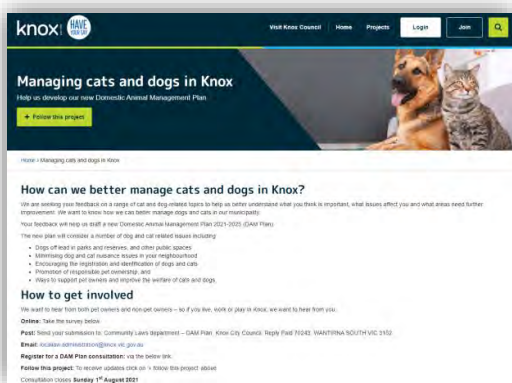 knox HAVE YOUR SAY
Visit Knox Council Home Projects Login Join
Managing cats and dogs in Knox
Help us develop our new Domestic Animal Management Plan
+ Follow this project
Home › Managing cats and dogs in Knox
How can we better manage cats and dogs in Knox?
We are seeking your feedback on a range of cat and dog-related topics to help us better understand what you think is important, what issues affect you and what areas need further
improvement. We want to know how we can better manage dogs and cats in our municipality.
Your feedback will help us draft a new Domestic Animal Management Plan 2021-2025 (DAM Plan).
The new plan will consider a number of dog and cat related issues including:
• Dogs off lead in parks and reserves, and other public spaces
• Minimising dog and cat nuisance issues in your neighbourhood
• Encouraging the registration and identification of dogs and cats
• Promotion of responsible pet ownership, and
• Ways to support pet owners and improve the welfare of cats and dogs.
How to get involved
We want to hear from both pet owners and non-pet owners – so if you live, work or play in Knox, we want to hear from you.
Online: Take the survey below.
Post: Send your submission to: Community Laws department – DAM Plan, Knox City Council, Reply Paid 70243, WANTIRNA SOUTH VIC 3152
Email: locallaw.administration@knox.vic.gov.au
Register for a DAM Plan consultation: via the below link.
Follow this project: To receive updates click on + follow this project above
Consultation closes Sunday 1st August 2021